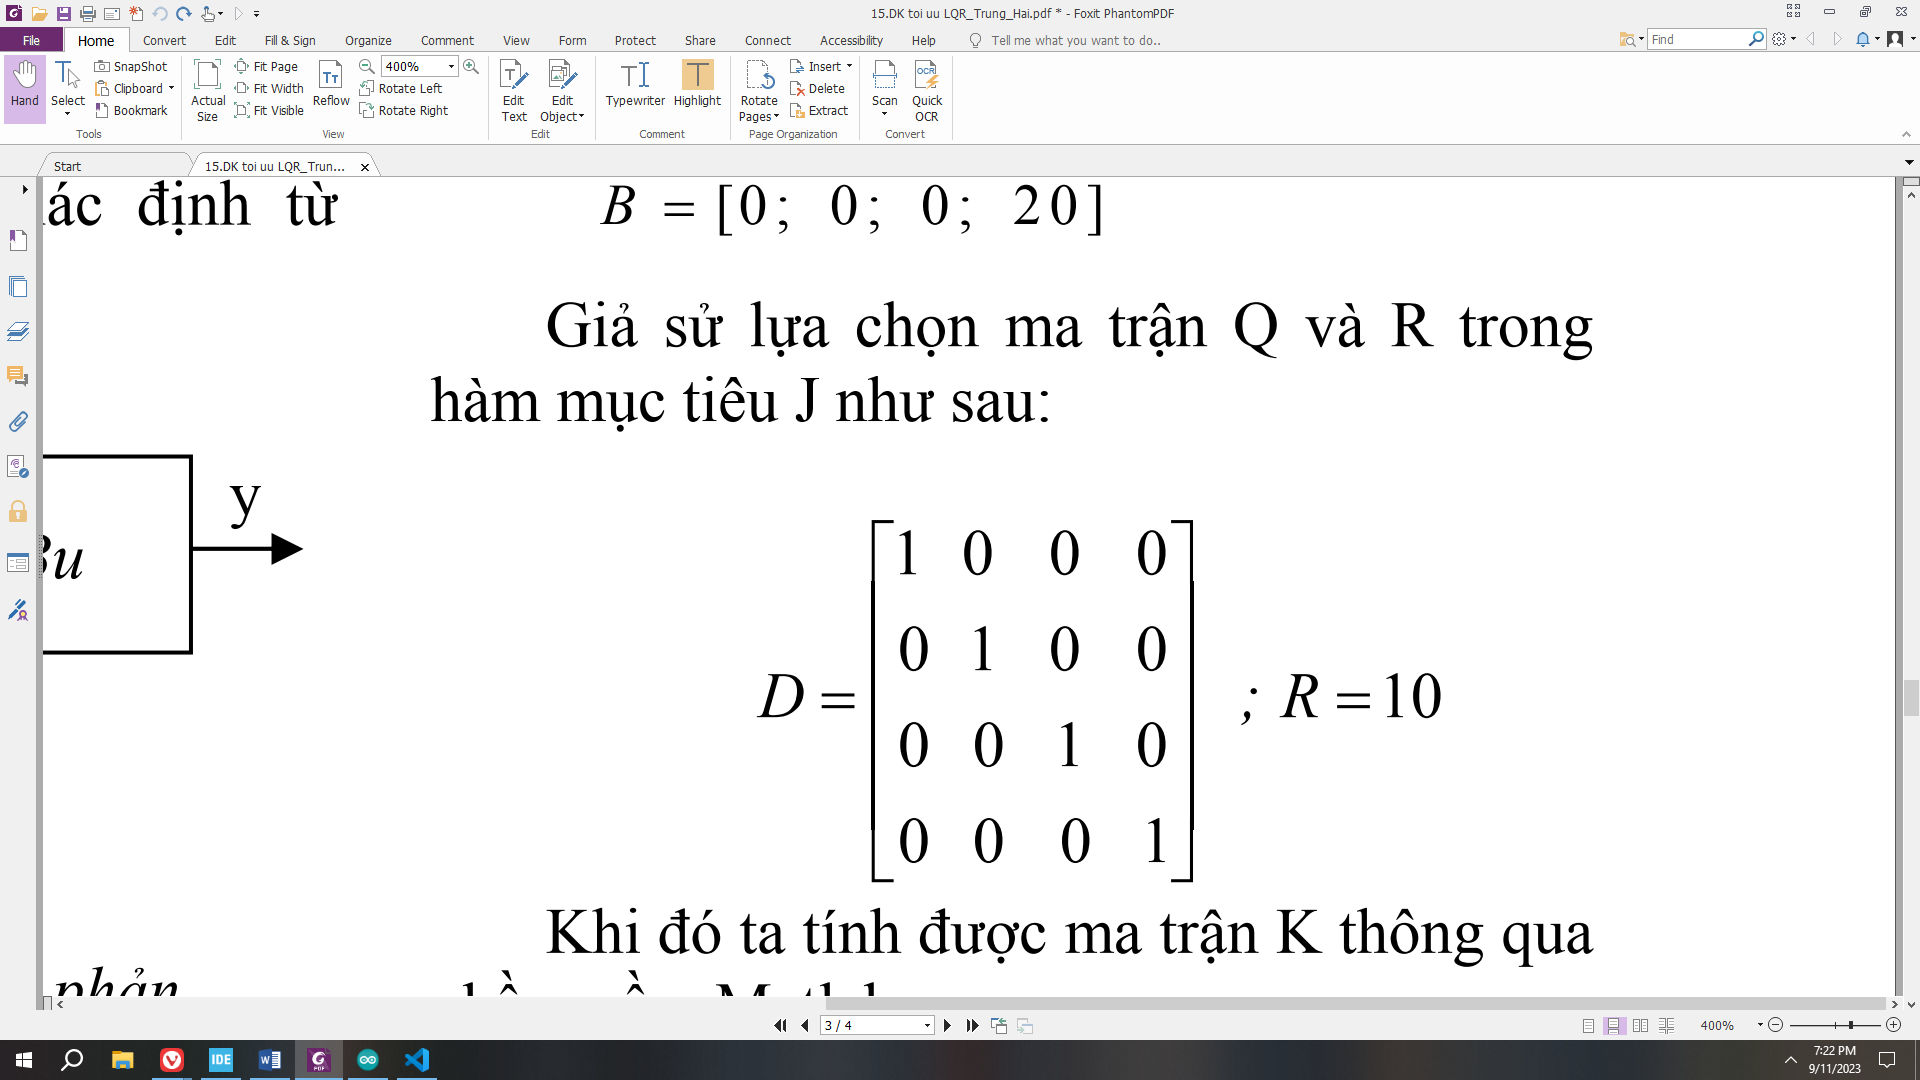 15.DK toi uu LQR_Trung_Hai.pdf * - Foxit PhantomPDF
File Home Convert Edit Fill & Sign Organize Comment View Form Protect Share Connect Accessibility Help Tell me what you want to do.. Find
Hand
Select
SnapShot
Clipboard
Bookmark
Tools
Actual Size
Fit Page
Fit Width
Fit Visible
Reflow
400%
Rotate Left
Rotate Right
View
Edit Text
Edit Object
Edit
Typewriter
Highlight
Comment
Rotate Pages
Insert
Delete
Extract
Page Organization
Scan
Quick OCR
Convert
Start
15.DK toi uu LQR_Trun...
định từ
B = [0; 0; 0; 20]
Giả sử lựa chọn ma trận Q và R trong
hàm mục tiêu J như sau:
y
u
1 0 0 0
0 1 0 0
D = ; R = 10
0 0 1 0
0 0 0 1
Khi đó ta tính được ma trận K thông qua
phản
3 / 4
400%
IDE
7:22 PM
9/11/2023